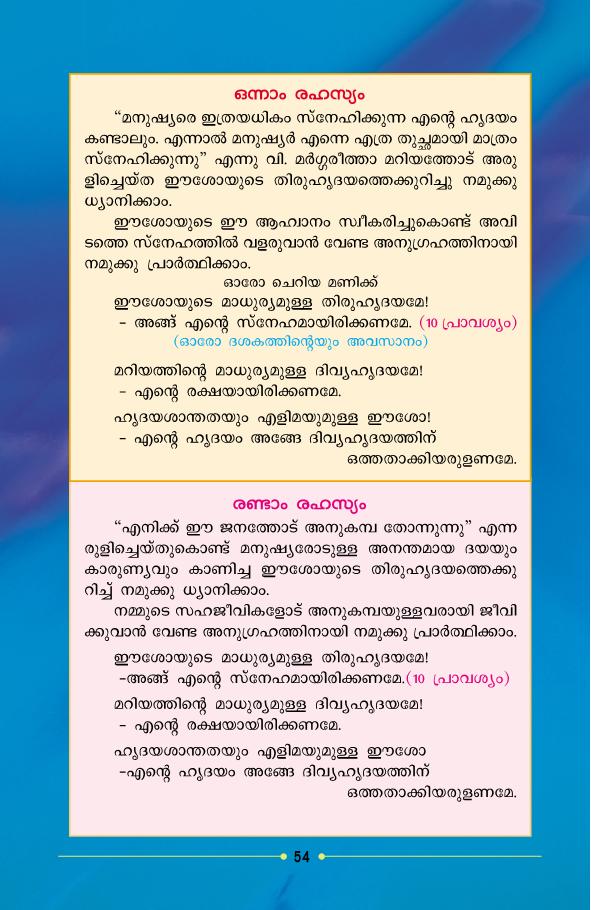 ഒന്നാം രഹസ്യം
“മനുഷ്യരെ ഇത്രയധികം സ്നേഹിക്കുന്ന എന്റെ ഹൃദയം
കണ്ടാലും. എന്നാൽ മനുഷ്യർ എന്നെ എത്ര തുച്ഛമായി മാത്രം
സ്നേഹിക്കുന്നു” എന്നു വി. മർഗ്ഗരീത്താ മറിയത്തോട് അരു
ളിച്ചെയ്ത ഈശോയുടെ തിരുഹൃദയത്തെക്കുറിച്ചു നമുക്കു
ധ്യാനിക്കാം.
ഈശോയുടെ ഈ ആഹ്വാനം സ്വീകരിച്ചുകൊണ്ട് അവി
ടത്തെ സ്നേഹത്തിൽ വളരുവാൻ വേണ്ട അനുഗ്രഹത്തിനായി
നമുക്കു പ്രാർത്ഥിക്കാം.
ഓരോ ചെറിയ മണിക്ക്
ഈശോയുടെ മാധുര്യമുള്ള തിരുഹൃദയമേ!
– അങ്ങ് എന്റെ സ്നേഹമായിരിക്കണമേ. (10 പ്രാവശ്യം)
(ഓരോ ദശകത്തിന്റെയും അവസാനം)
മറിയത്തിന്റെ മാധുര്യമുള്ള ദിവ്യഹൃദയമേ!
– എന്റെ രക്ഷയായിരിക്കണമേ.
ഹൃദയശാന്തതയും എളിമയുമുള്ള ഈശോ!
– എന്റെ ഹൃദയം അങ്ങേ ദിവ്യഹൃദയത്തിന്
ഒത്തതാക്കിയരുളണമേ.
രണ്ടാം രഹസ്യം
“എനിക്ക് ഈ ജനത്തോട് അനുകമ്പ തോന്നുന്നു” എന്ന
രുളിച്ചെയ്തുകൊണ്ട് മനുഷ്യരോടുള്ള അനന്തമായ ദയയും
കാരുണ്യവും കാണിച്ച ഈശോയുടെ തിരുഹൃദയത്തെക്കു
റിച്ച് നമുക്കു ധ്യാനിക്കാം.
നമ്മുടെ സഹജീവികളോട് അനുകമ്പയുള്ളവരായി ജീവി
ക്കുവാൻ വേണ്ട അനുഗ്രഹത്തിനായി നമുക്കു പ്രാർത്ഥിക്കാം.
ഈശോയുടെ മാധുര്യമുള്ള തിരുഹൃദയമേ!
–അങ്ങ് എന്റെ സ്നേഹമായിരിക്കണമേ.(10 പ്രാവശ്യം)
മറിയത്തിന്റെ മാധുര്യമുള്ള ദിവ്യഹൃദയമേ!
– എന്റെ രക്ഷയായിരിക്കണമേ.
ഹൃദയശാന്തതയും എളിമയുമുള്ള ഈശോ
–എന്റെ ഹൃദയം അങ്ങേ ദിവ്യഹൃദയത്തിന്
ഒത്തതാക്കിയരുളണമേ.
54